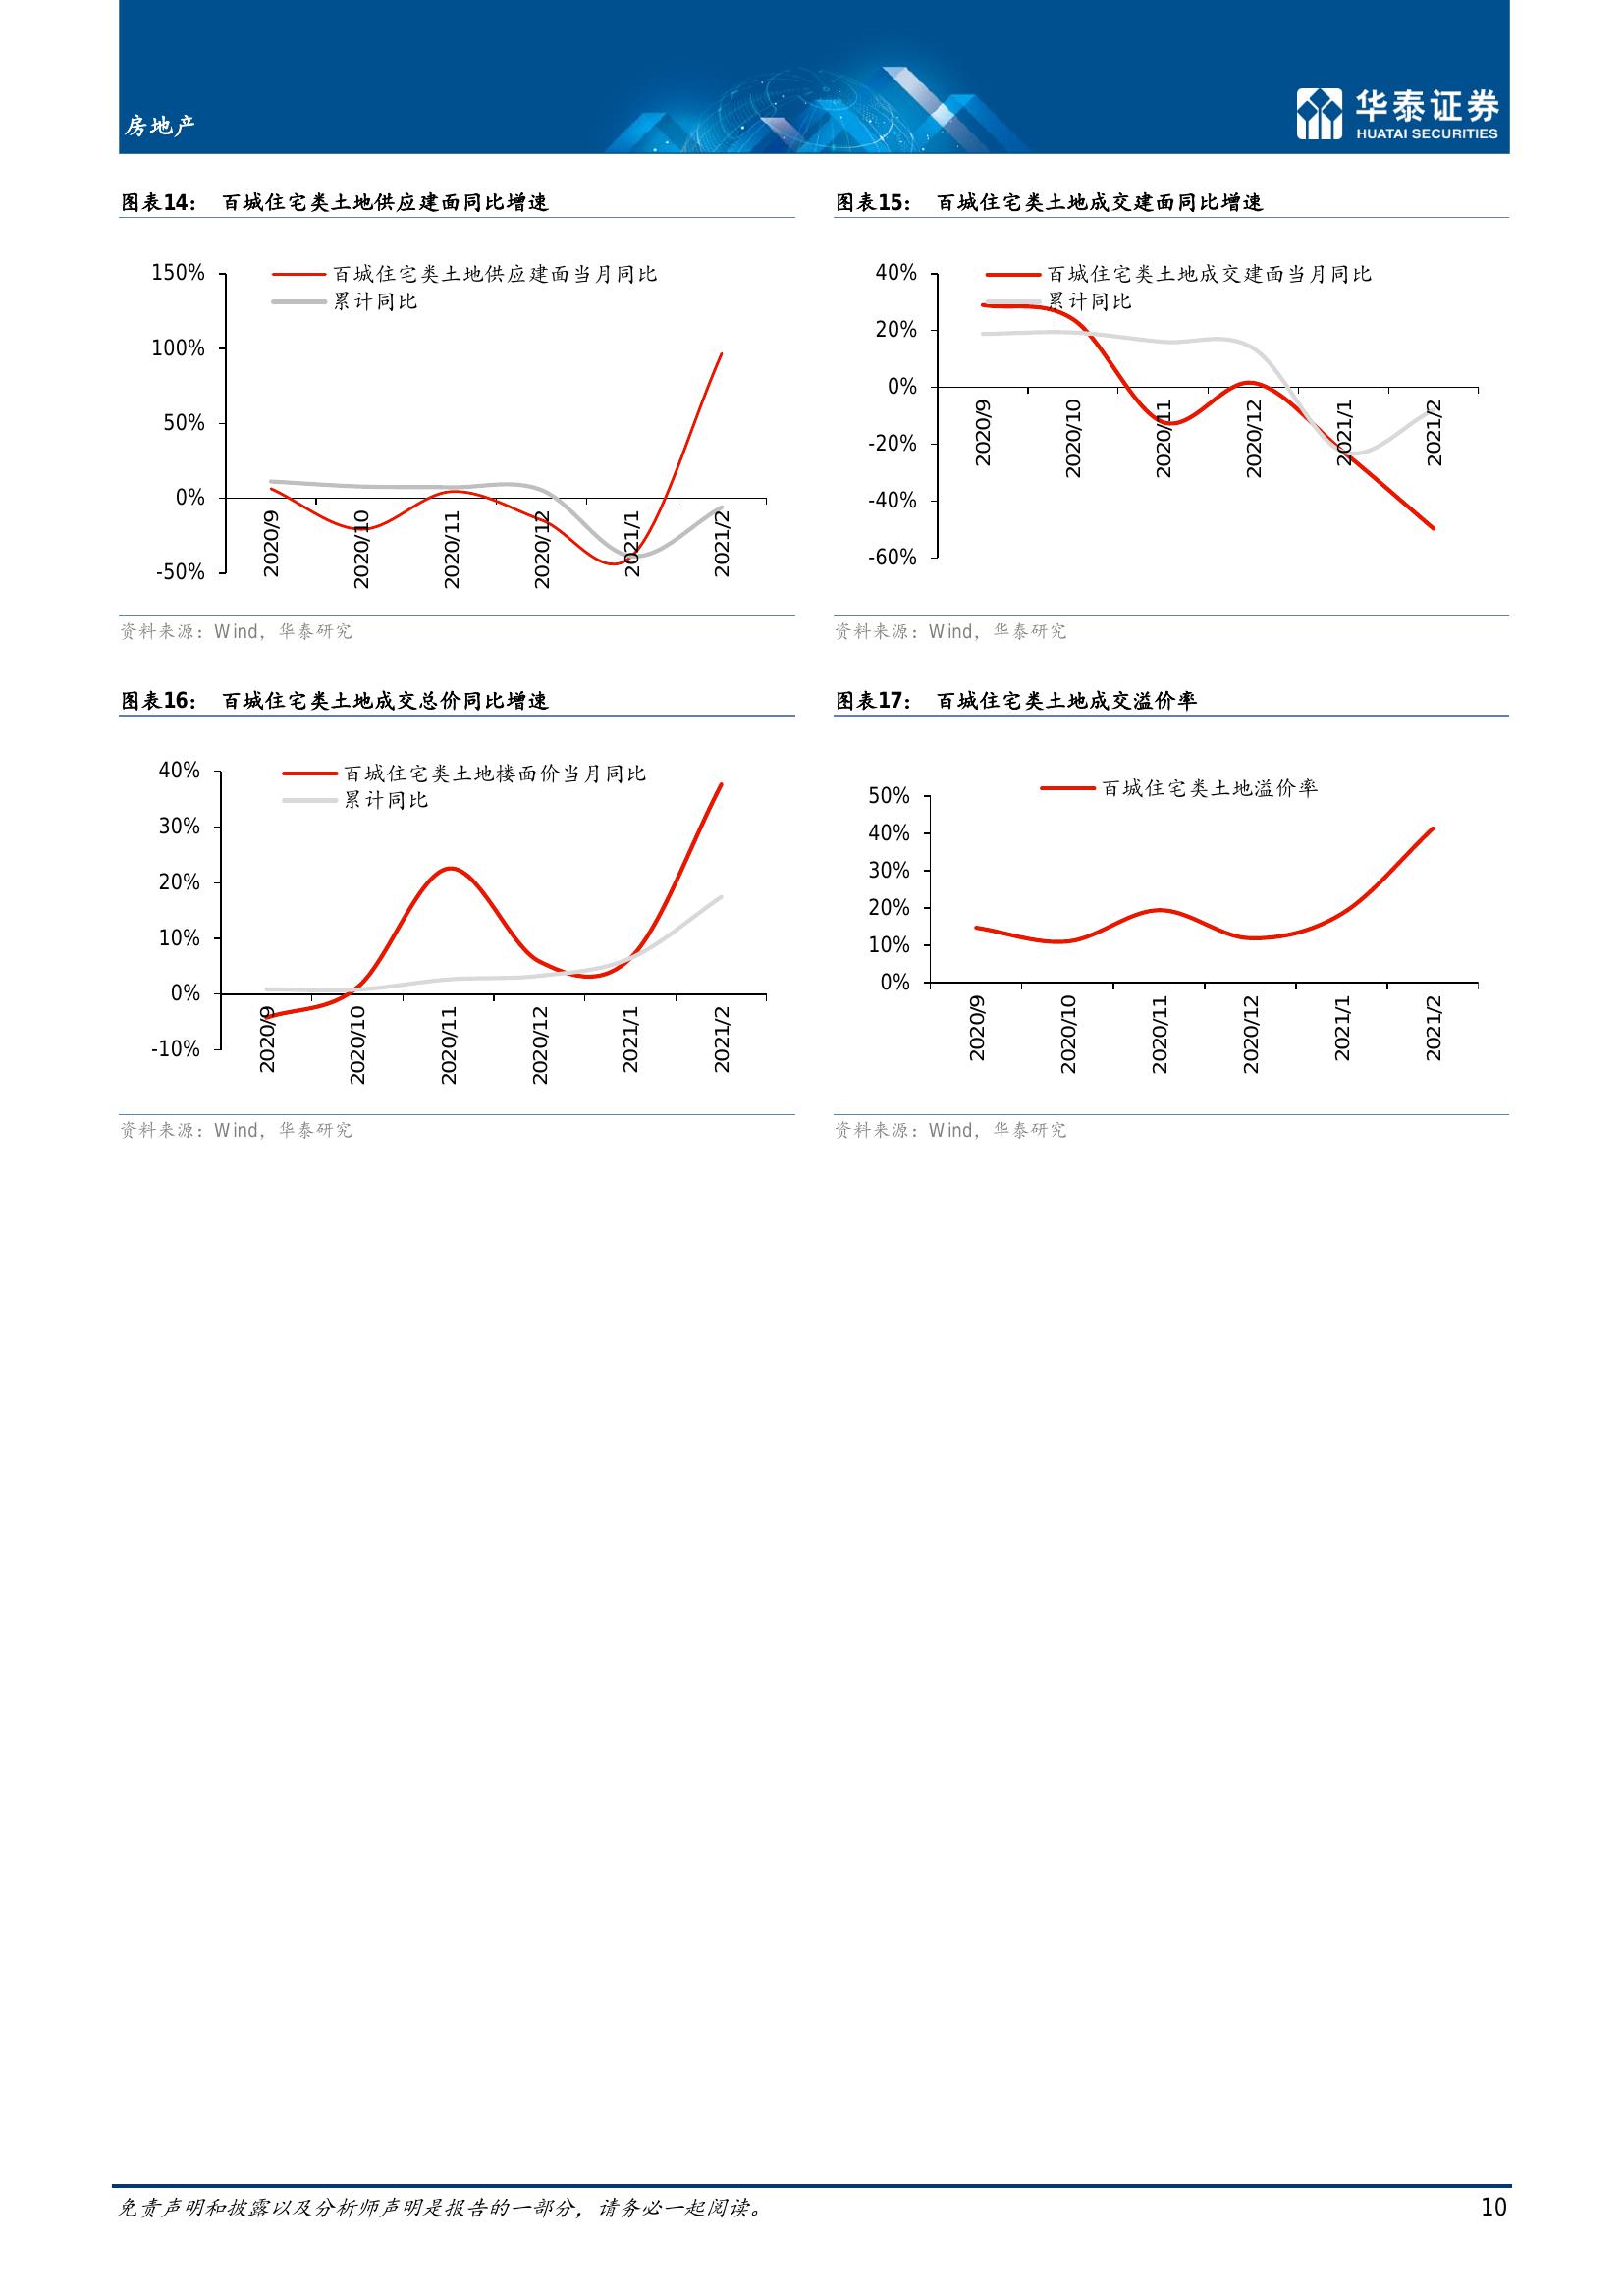 房地产
华泰证券
HUATAI SECURITIES
图表14： 百城住宅类土地供应建面同比增速
150%
100%
50%
0%
-50%
百城住宅类土地供应建面当月同比
累计同比
2020/9
2020/10
2020/11
2020/12
2021/1
2021/2
资料来源：Wind，华泰研究
图表15： 百城住宅类土地成交建面同比增速
40%
20%
0%
-20%
-40%
-60%
百城住宅类土地成交建面当月同比
累计同比
2020/9
2020/10
2020/11
2020/12
2021/1
2021/2
资料来源：Wind，华泰研究
图表16： 百城住宅类土地成交总价同比增速
40%
30%
20%
10%
0%
-10%
百城住宅类土地楼面价当月同比
累计同比
2020/9
2020/10
2020/11
2020/12
2021/1
2021/2
资料来源：Wind，华泰研究
图表17： 百城住宅类土地成交溢价率
50%
40%
30%
20%
10%
0%
百城住宅类土地溢价率
2020/9
2020/10
2020/11
2020/12
2021/1
2021/2
资料来源：Wind，华泰研究
免责声明和披露以及分析师声明是报告的一部分，请务必一起阅读。
10